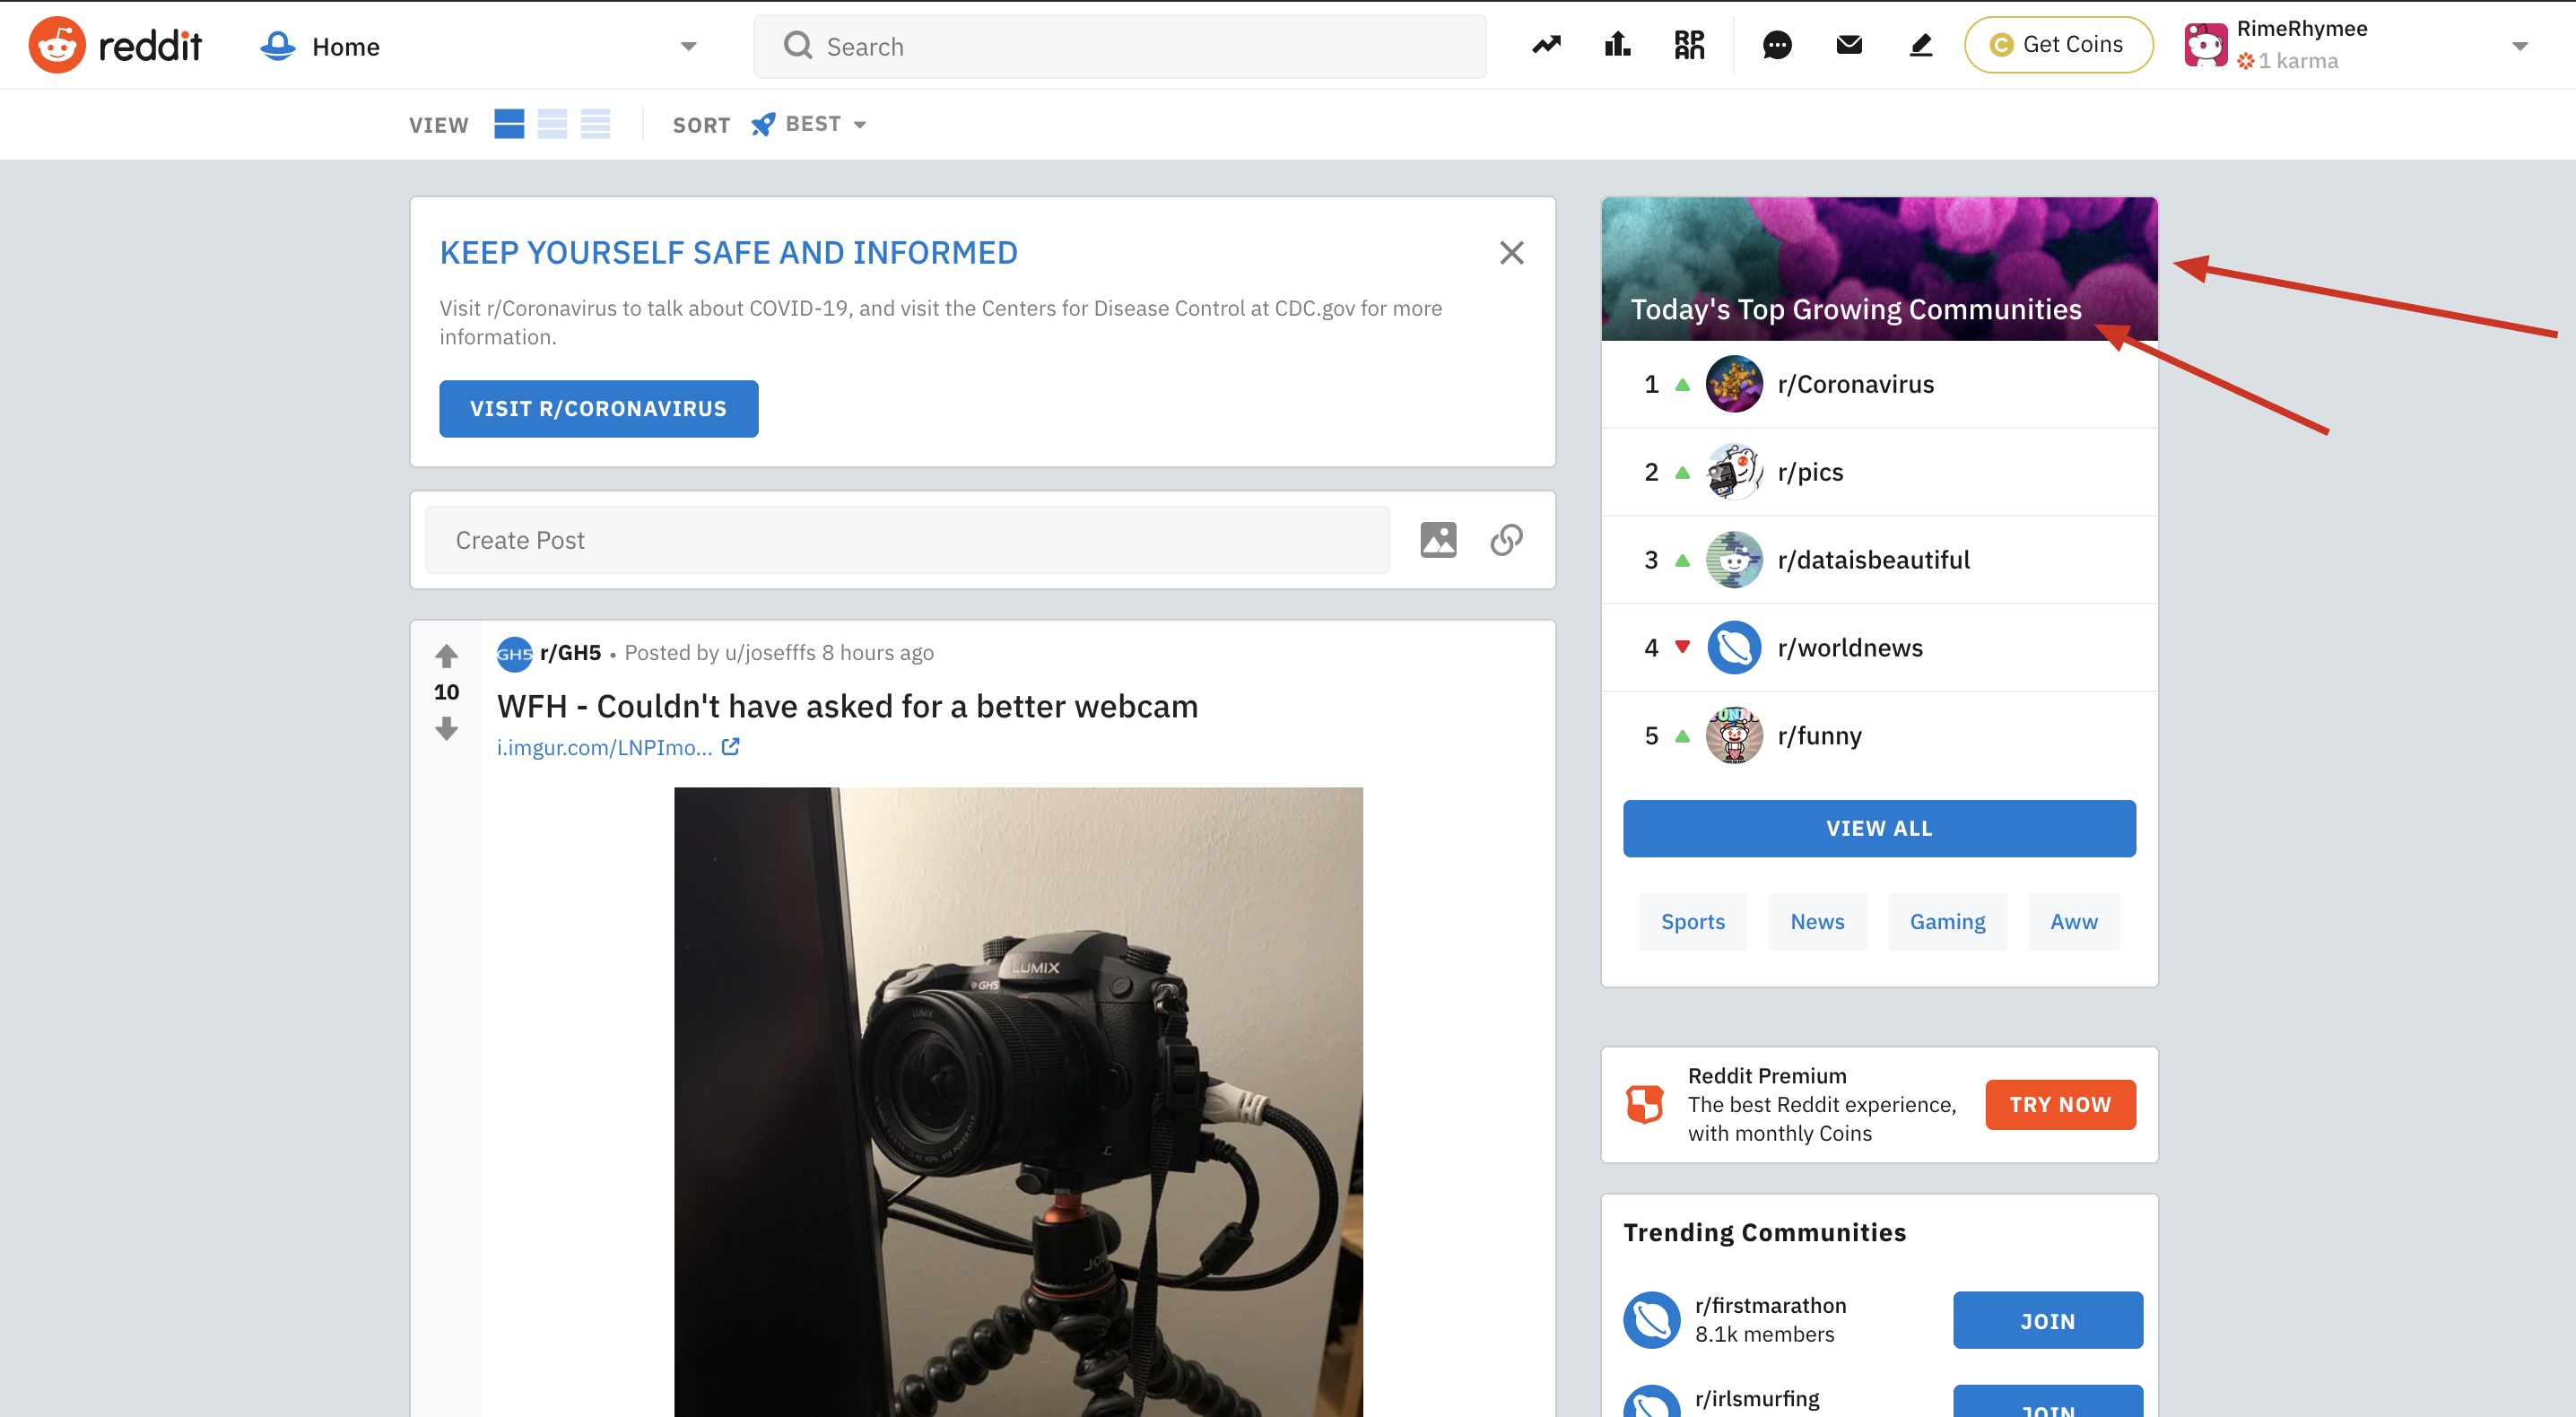 reddit
Home
Search
RPAN
Get Coins
RimeRhymee
1 karma
VIEW
SORT
BEST
KEEP YOURSELF SAFE AND INFORMED
Visit r/Coronavirus to talk about COVID-19, and visit the Centers for Disease Control at CDC.gov for more
information.
VISIT R/CORONAVIRUS
Create Post
10
GH5 r/GH5 • Posted by u/josefffs 8 hours ago
WFH - Couldn't have asked for a better webcam
i.imgur.com/LNPImo...
LUMIX
GH5
LUMIX
Today's Top Growing Communities
1 r/Coronavirus
2 r/pics
3 r/dataisbeautiful
4 r/worldnews
5 r/funny
VIEW ALL
Sports News Gaming Aww
Reddit Premium
The best Reddit experience,
with monthly Coins
TRY NOW
Trending Communities
r/firstmarathon
8.1k members
JOIN
r/irlsmurfing
JOIN